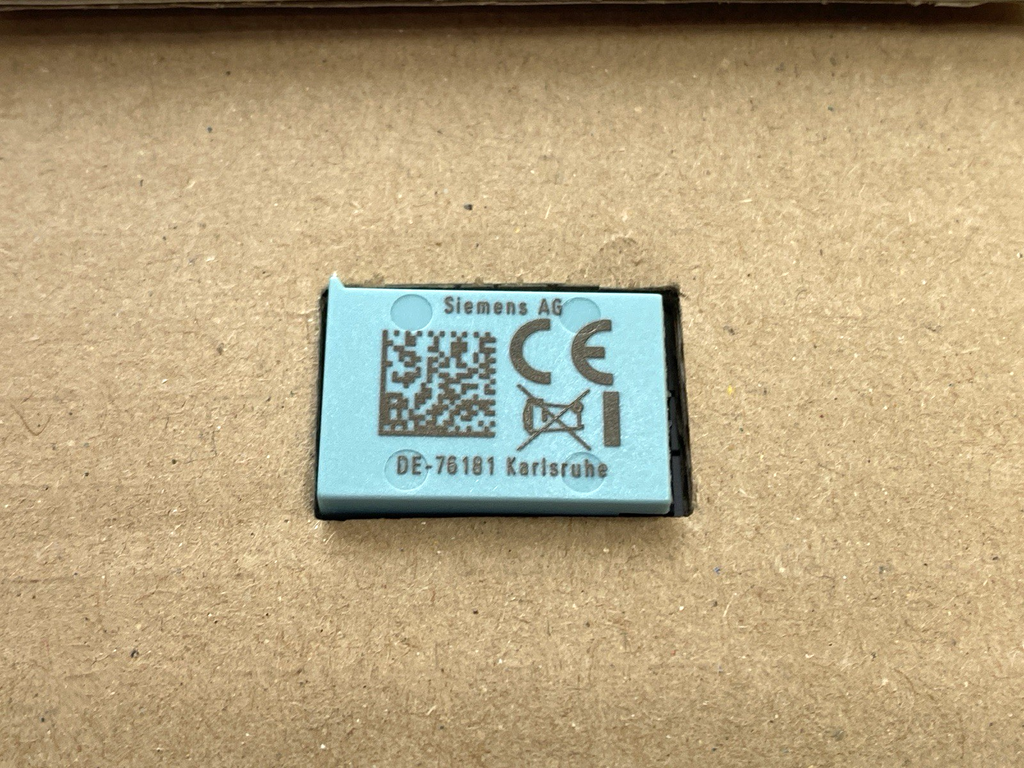 Siemens AG
CE
DE-76181 Karlsruhe